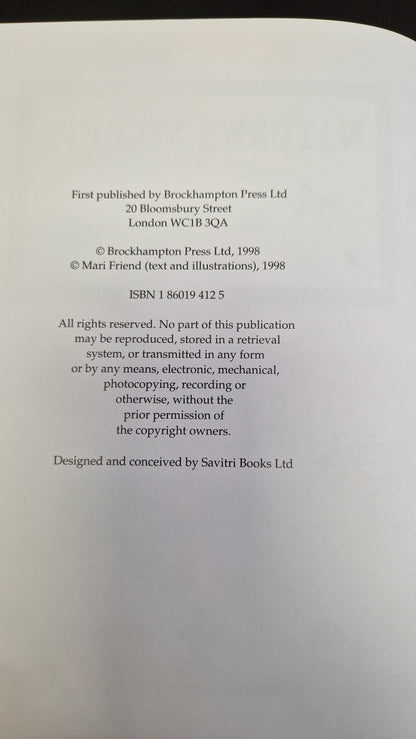 First published by Brockhampton Press Ltd
20 Bloomsbury Street
London WC1B 3QA
© Brockhampton Press Ltd, 1998
© Mari Friend (text and illustrations), 1998
ISBN 1 86019 412 5
All rights reserved. No part of this publication
may be reproduced, stored in a retrieval
system, or transmitted in any form
or by any means, electronic, mechanical,
photocopying, recording or
otherwise, without the
prior permission of
the copyright owners.
Designed and conceived by Savitri Books Ltd